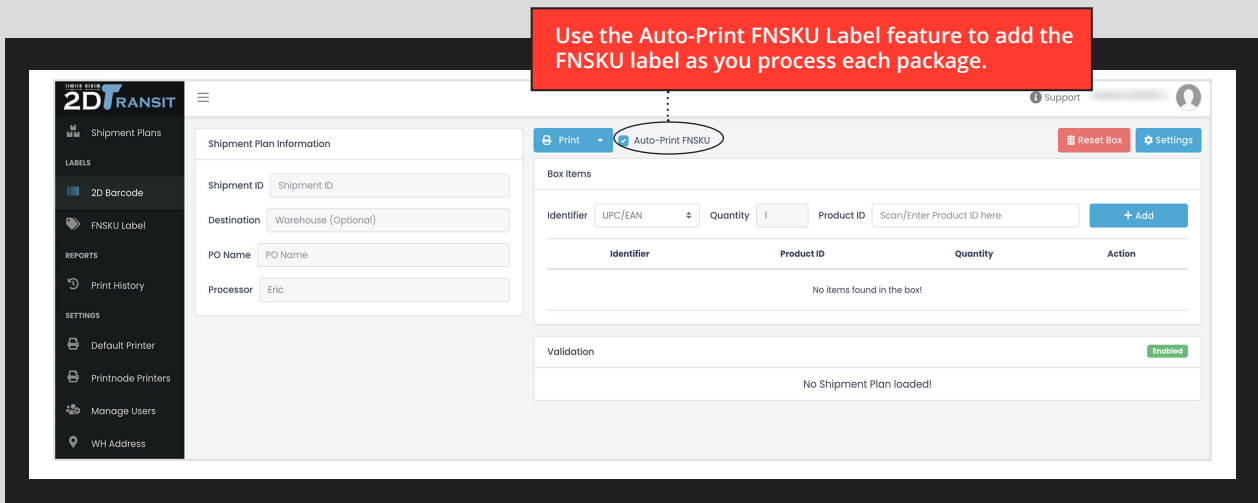 Use the Auto-Print FNSKU Label feature to add the
FNSKU label as you process each package.
2DTRANSIT
Support
Shipment Plans
LABELS
2D Barcode
FNSKU Label
REPORTS
Print History
SETTINGS
Default Printer
Printnode Printers
Manage Users
WH Address
Shipment Plan Information
Shipment ID Shipment ID
Destination Warehouse (Optional)
PO Name PO Name
Processor Eric
Print Auto-Print FNSKU Reset Box Settings
Box Items
Identifier UPC/EAN Quantity 1 Product ID Scan/Enter Product ID here + Add
Identifier Product ID Quantity Action
No items found in the box!
Validation Enabled
No Shipment Plan loaded!